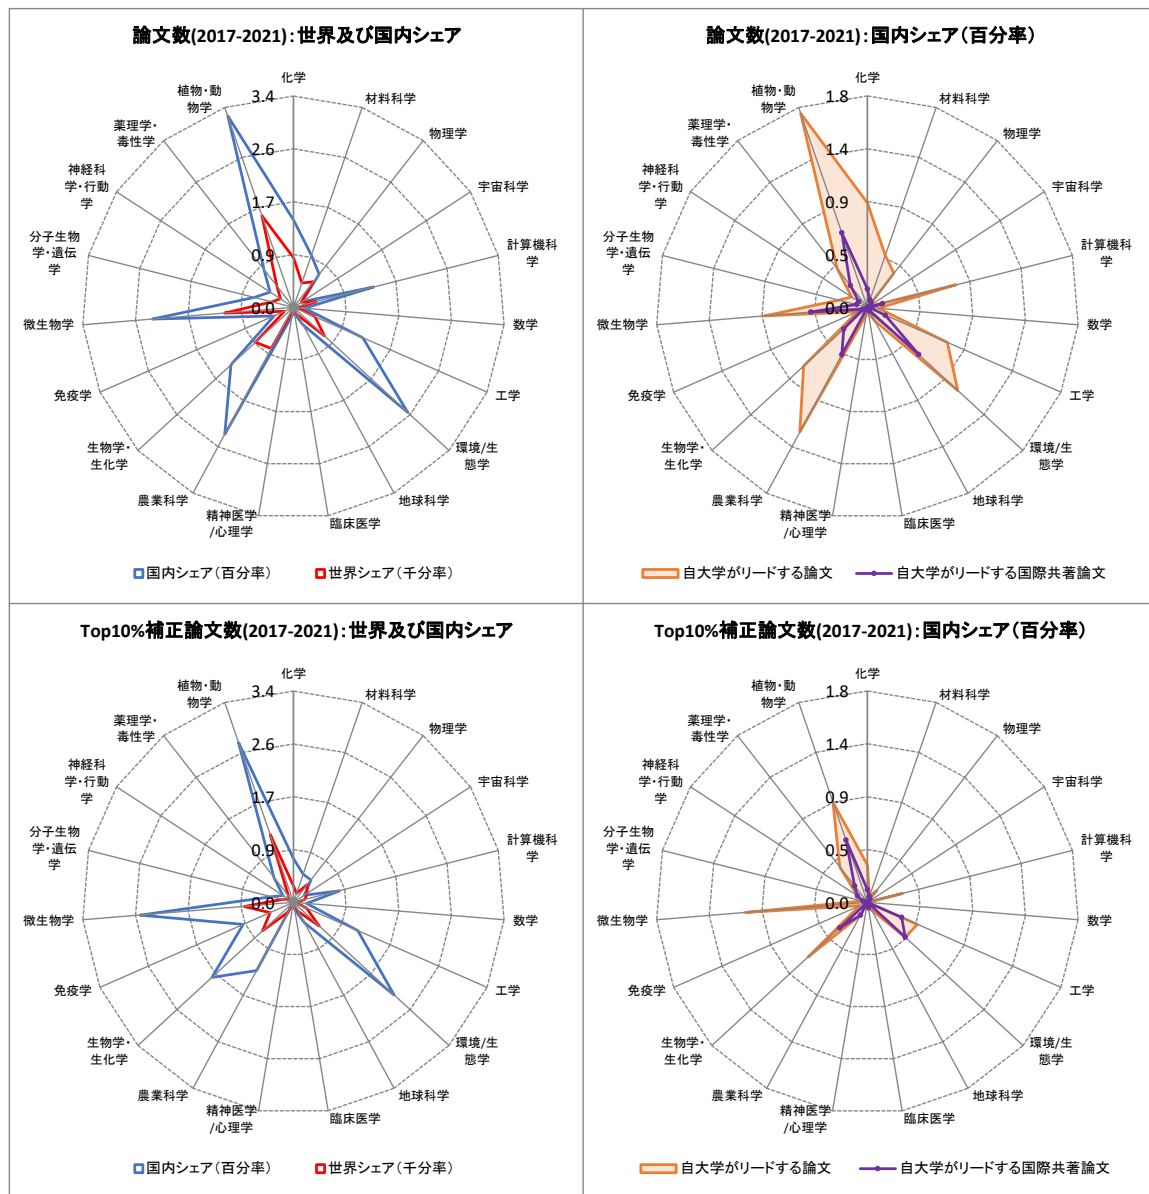 論文数(2017-2021)：世界及び国内シェア
化学
材料科学
物理学
宇宙科学
計算機科
学
数学
工学
環境/生
態学
地球科学
臨床医学
精神医学
/心理学
農業科学
生物学・
生化学
免疫学
微生物学
分子生物
学・遺伝
学
神経科
学・行動
学
薬理学・
毒性学
植物・動
物学
3.4
2.6
1.7
0.9
0.0
国内シェア（百分率）
世界シェア（千分率）
論文数(2017-2021)：国内シェア（百分率）
化学
材料科学
物理学
宇宙科学
計算機科
学
数学
工学
環境/生
態学
地球科学
臨床医学
精神医学
/心理学
農業科学
生物学・
生化学
免疫学
微生物学
分子生物
学・遺伝
学
神経科
学・行動
学
薬理学・
毒性学
植物・動
物学
1.8
1.4
0.9
0.5
0.0
自大学がリードする論文
自大学がリードする国際共著論文
Top10%補正論文数(2017-2021)：世界及び国内シェア
化学
材料科学
物理学
宇宙科学
計算機科
学
数学
工学
環境/生
態学
地球科学
臨床医学
精神医学
/心理学
農業科学
生物学・
生化学
免疫学
微生物学
分子生物
学・遺伝
学
神経科
学・行動
学
薬理学・
毒性学
植物・動
物学
3.4
2.6
1.7
0.9
0.0
国内シェア（百分率）
世界シェア（千分率）
Top10%補正論文数(2017-2021)：国内シェア（百分率）
化学
材料科学
物理学
宇宙科学
計算機科
学
数学
工学
環境/生
態学
地球科学
臨床医学
精神医学
/心理学
農業科学
生物学・
生化学
免疫学
微生物学
分子生物
学・遺伝
学
神経科
学・行動
学
薬理学・
毒性学
植物・動
物学
1.8
1.4
0.9
0.5
0.0
自大学がリードする論文
自大学がリードする国際共著論文